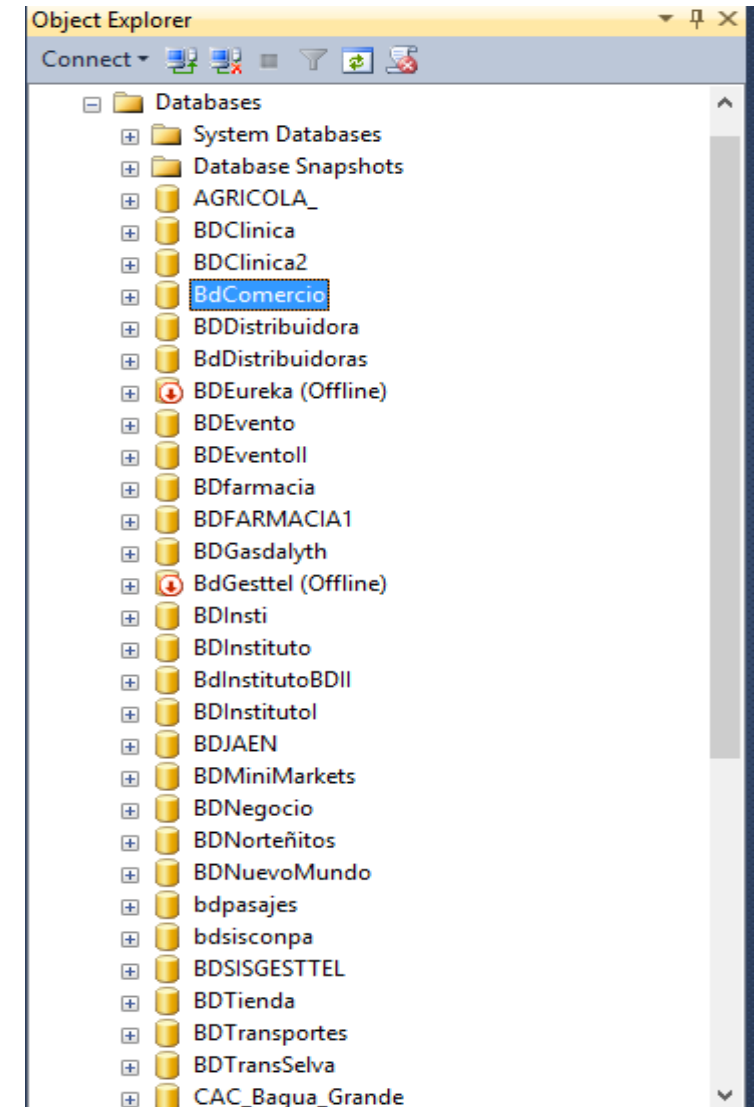 Object Explorer
Connect
Databases
System Databases
Database Snapshots
AGRICOLA_
BDClinica
BDClinica2
BdComercio
BDDistribuidora
BdDistribuidoras
BDEureka (Offline)
BDEvento
BDEventoII
BDfarmacia
BDFARMACIA1
BDGasdalyth
BdGesttel (Offline)
BDInsti
BDInstituto
BdInstitutoBDII
BDInstitutoI
BDJAEN
BDMiniMarkets
BDNegocio
BDNorteñitos
BDNuevoMundo
bdpasajes
bdsisconpa
BDSISGESTTEL
BDTienda
BDTransportes
BDTransSelva
CAC_Bagua_Grande